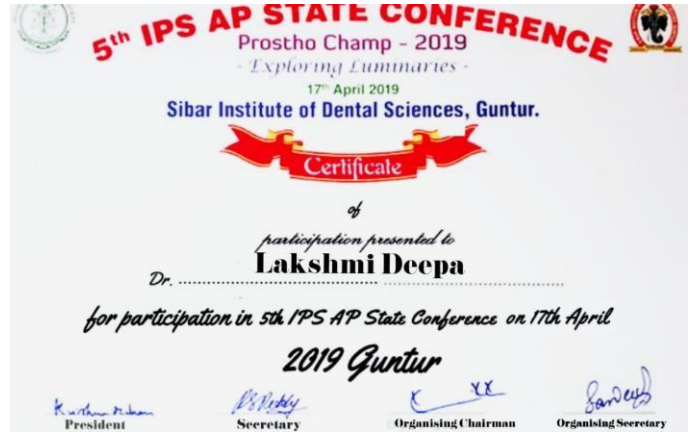 5th IPS AP STATE CONFERENCE
Prostho Champ - 2019
- Exploring Luminaries -
17th April 2019
Sibar Institute of Dental Sciences, Guntur.
Certificate
of
participation presented to
Dr. Lakshmi Deepa
for participation in 5th IPS AP State Conference on 17th April
2019 Guntur
President Secretary Organising Chairman Organising Secretary